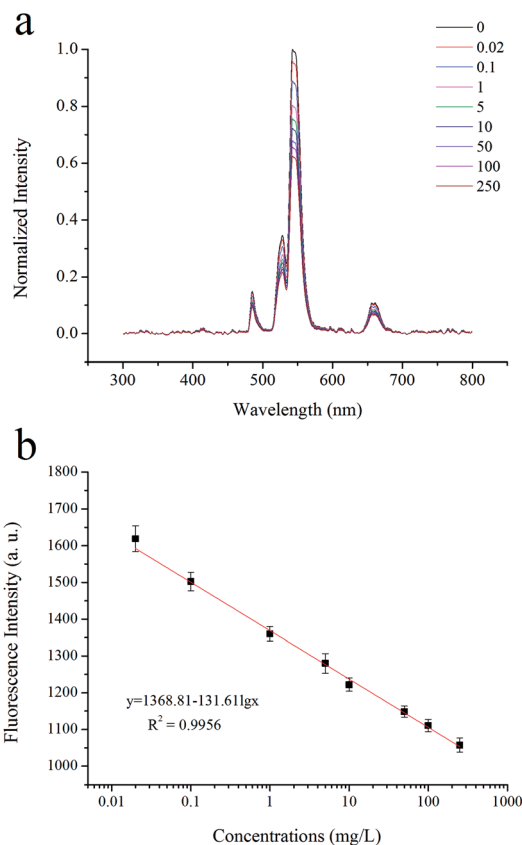 a
1.0
0.8
0.6
0.4
0.2
0.0
Normalized Intensity
0
0.02
0.1
1
5
10
50
100
250
300 400 500 600 700 800
Wavelength (nm)
b
1800
1700
1600
1500
1400
1300
1200
1100
1000
Fluorescence Intensity (a. u.)
y=1368.81-131.61lgx
R² = 0.9956
0.01 0.1 1 10 100
Concentrations (mg/L)